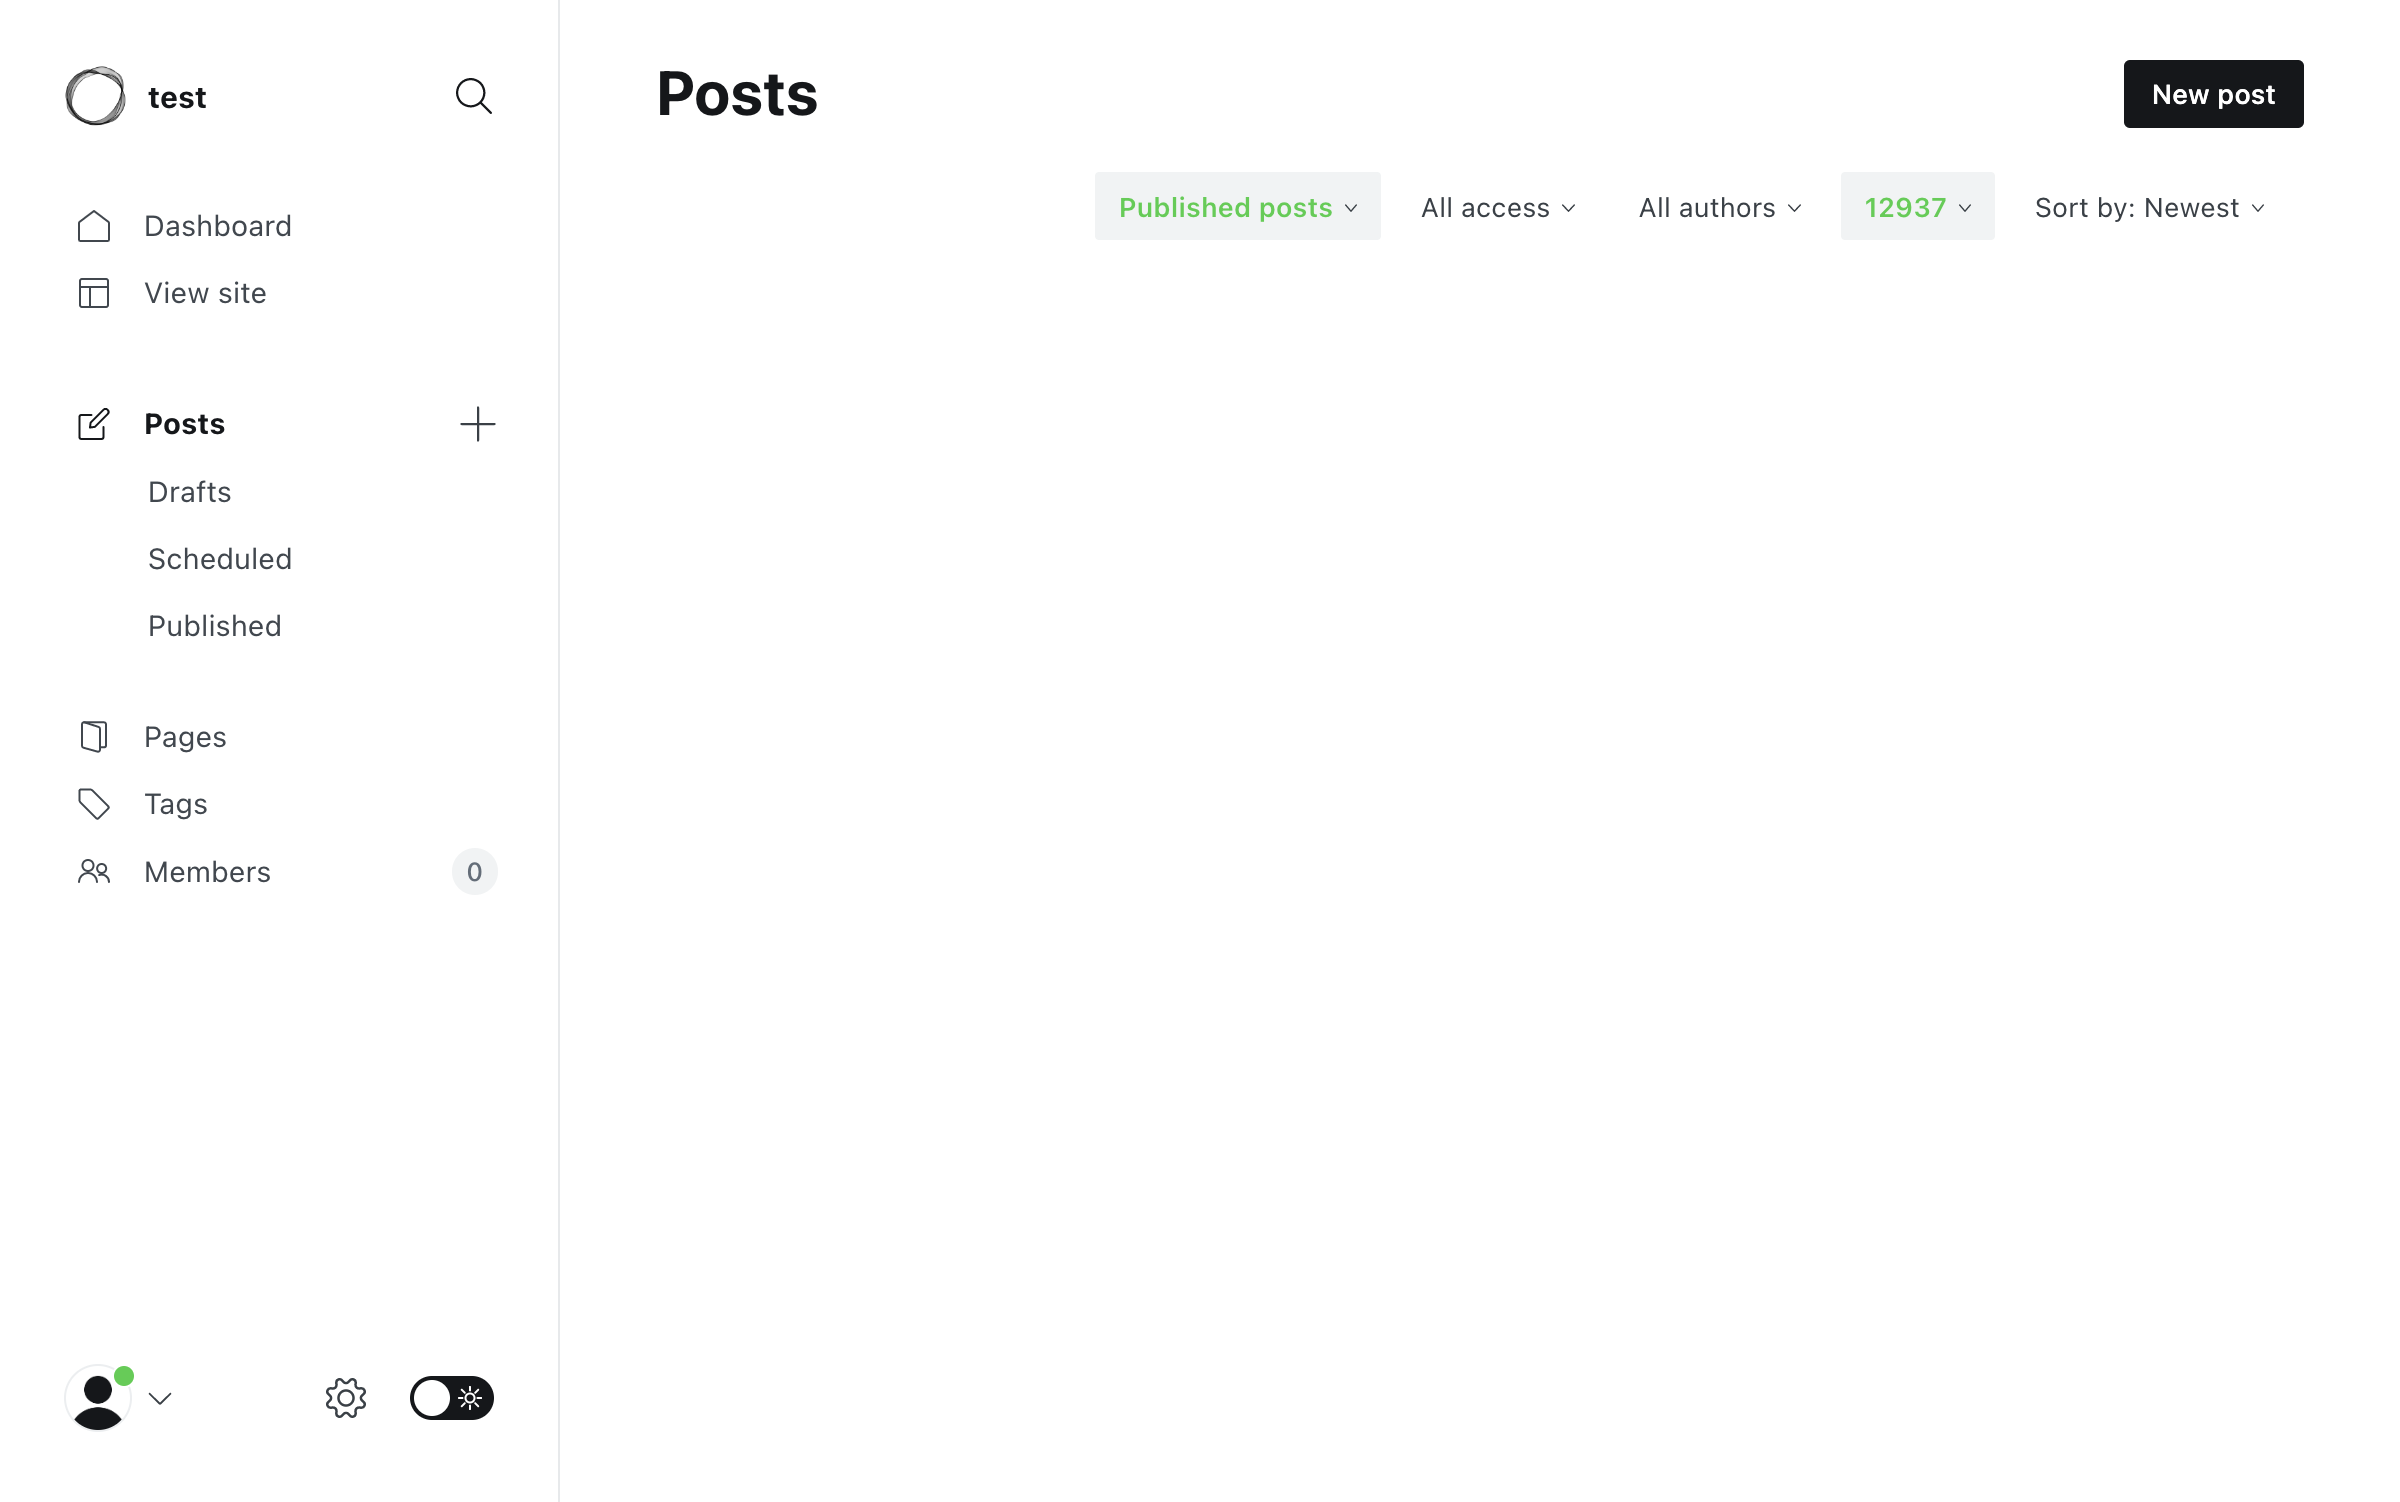 test
Posts
New post
Published posts
All access
All authors
12937
Sort by: Newest
Dashboard
View site
Posts
Drafts
Scheduled
Published
Pages
Tags
Members
0